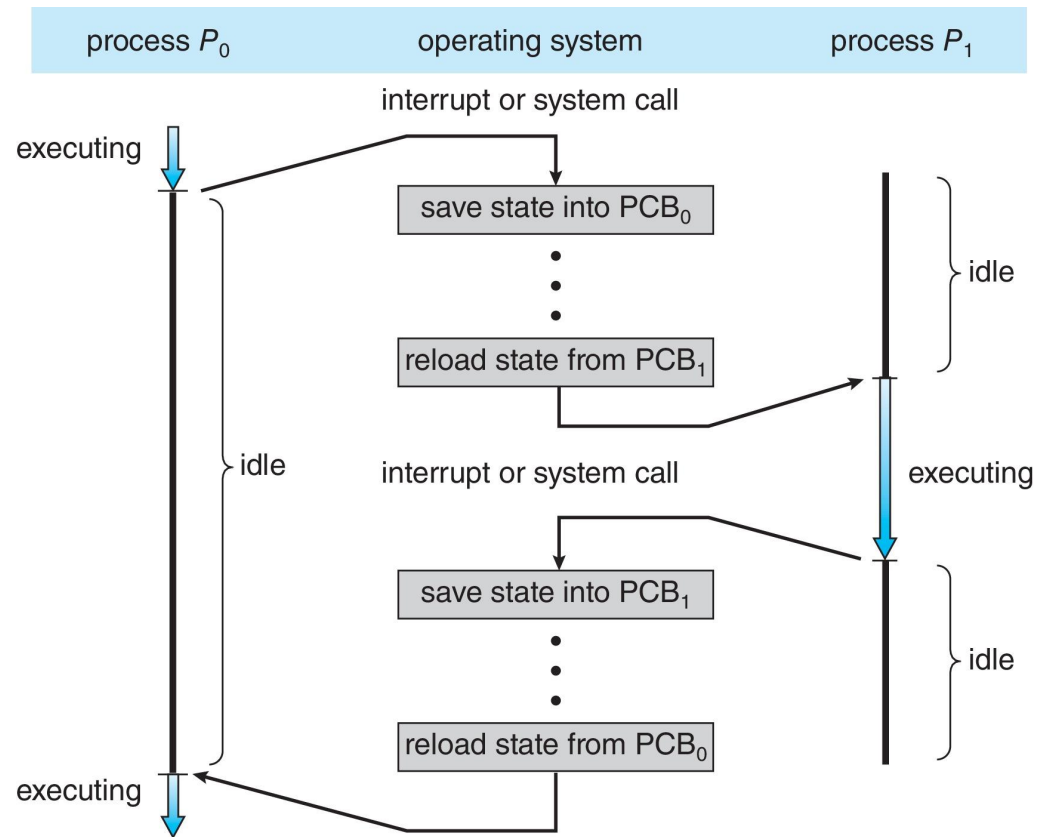 process P₀
operating system
process P₁
interrupt or system call
executing
save state into PCB₀
idle
reload state from PCB₁
idle
interrupt or system call
executing
save state into PCB₁
idle
reload state from PCB₀
executing